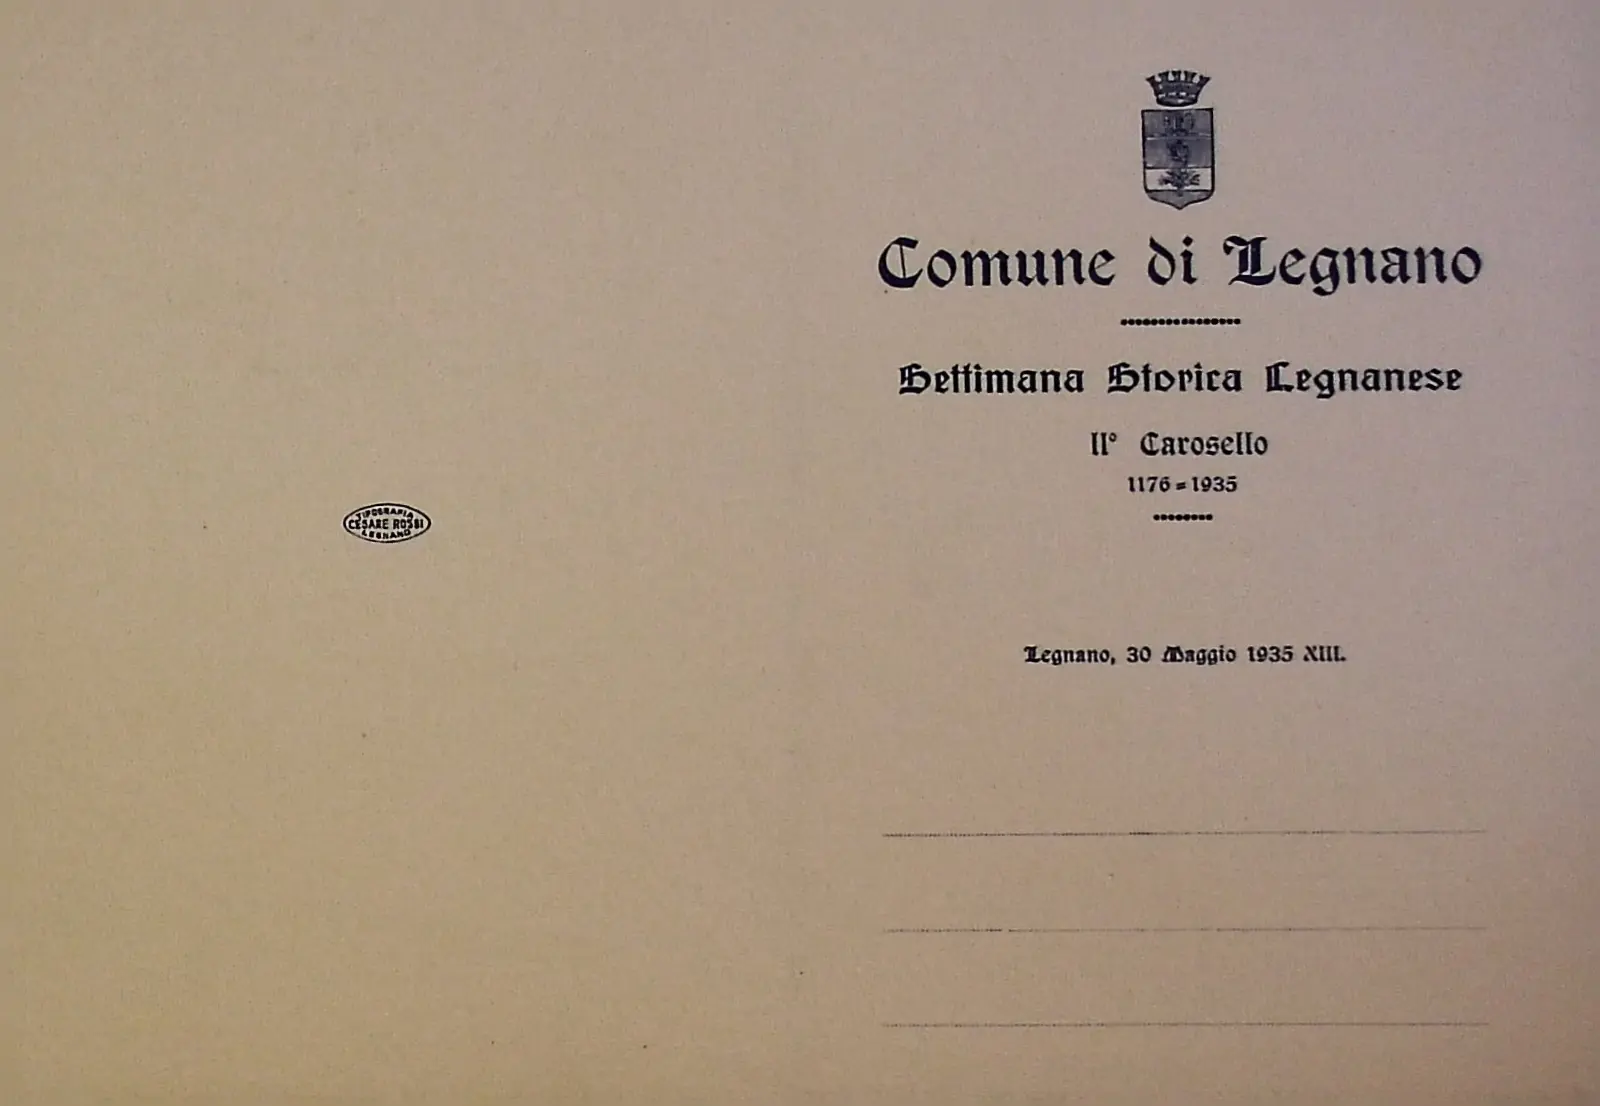 TIPOGRAFIA
CESARE ROSSI
LEGNANO
Comune di Legnano
Settimana Storica Legnanese
II° Carosello
1176=1935
Legnano, 30 Maggio 1935 XIII.